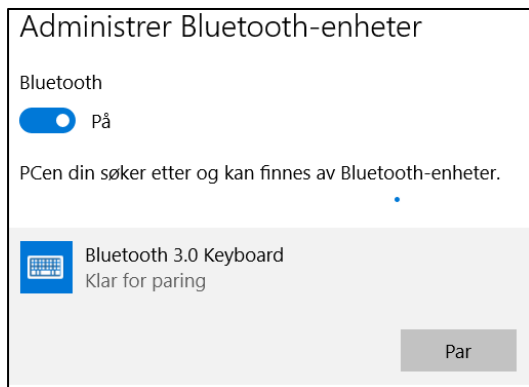 Administrer Bluetooth-enheter
Bluetooth
På
PCen din søker etter og kan finnes av Bluetooth-enheter.
Bluetooth 3.0 Keyboard
Klar for paring
Par